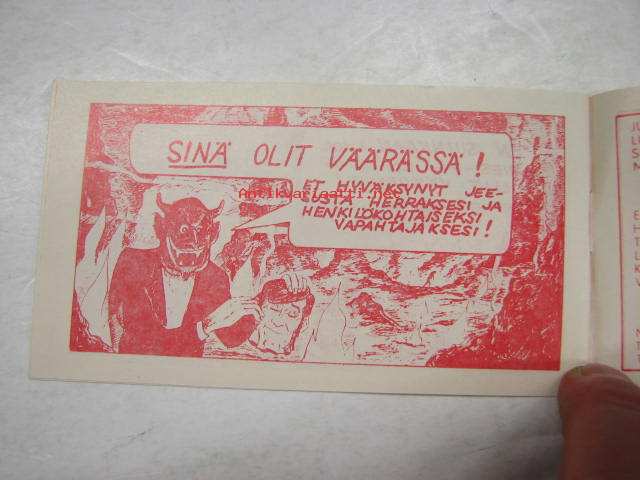 SINÄ OLIT VÄÄRÄSSÄ!
ET HYVÄKSYNYT JEE-
SUSTA HERRAKSESI JA
HENKILÖKOHTAISEKSI
VAPAHTAJAKSESI!